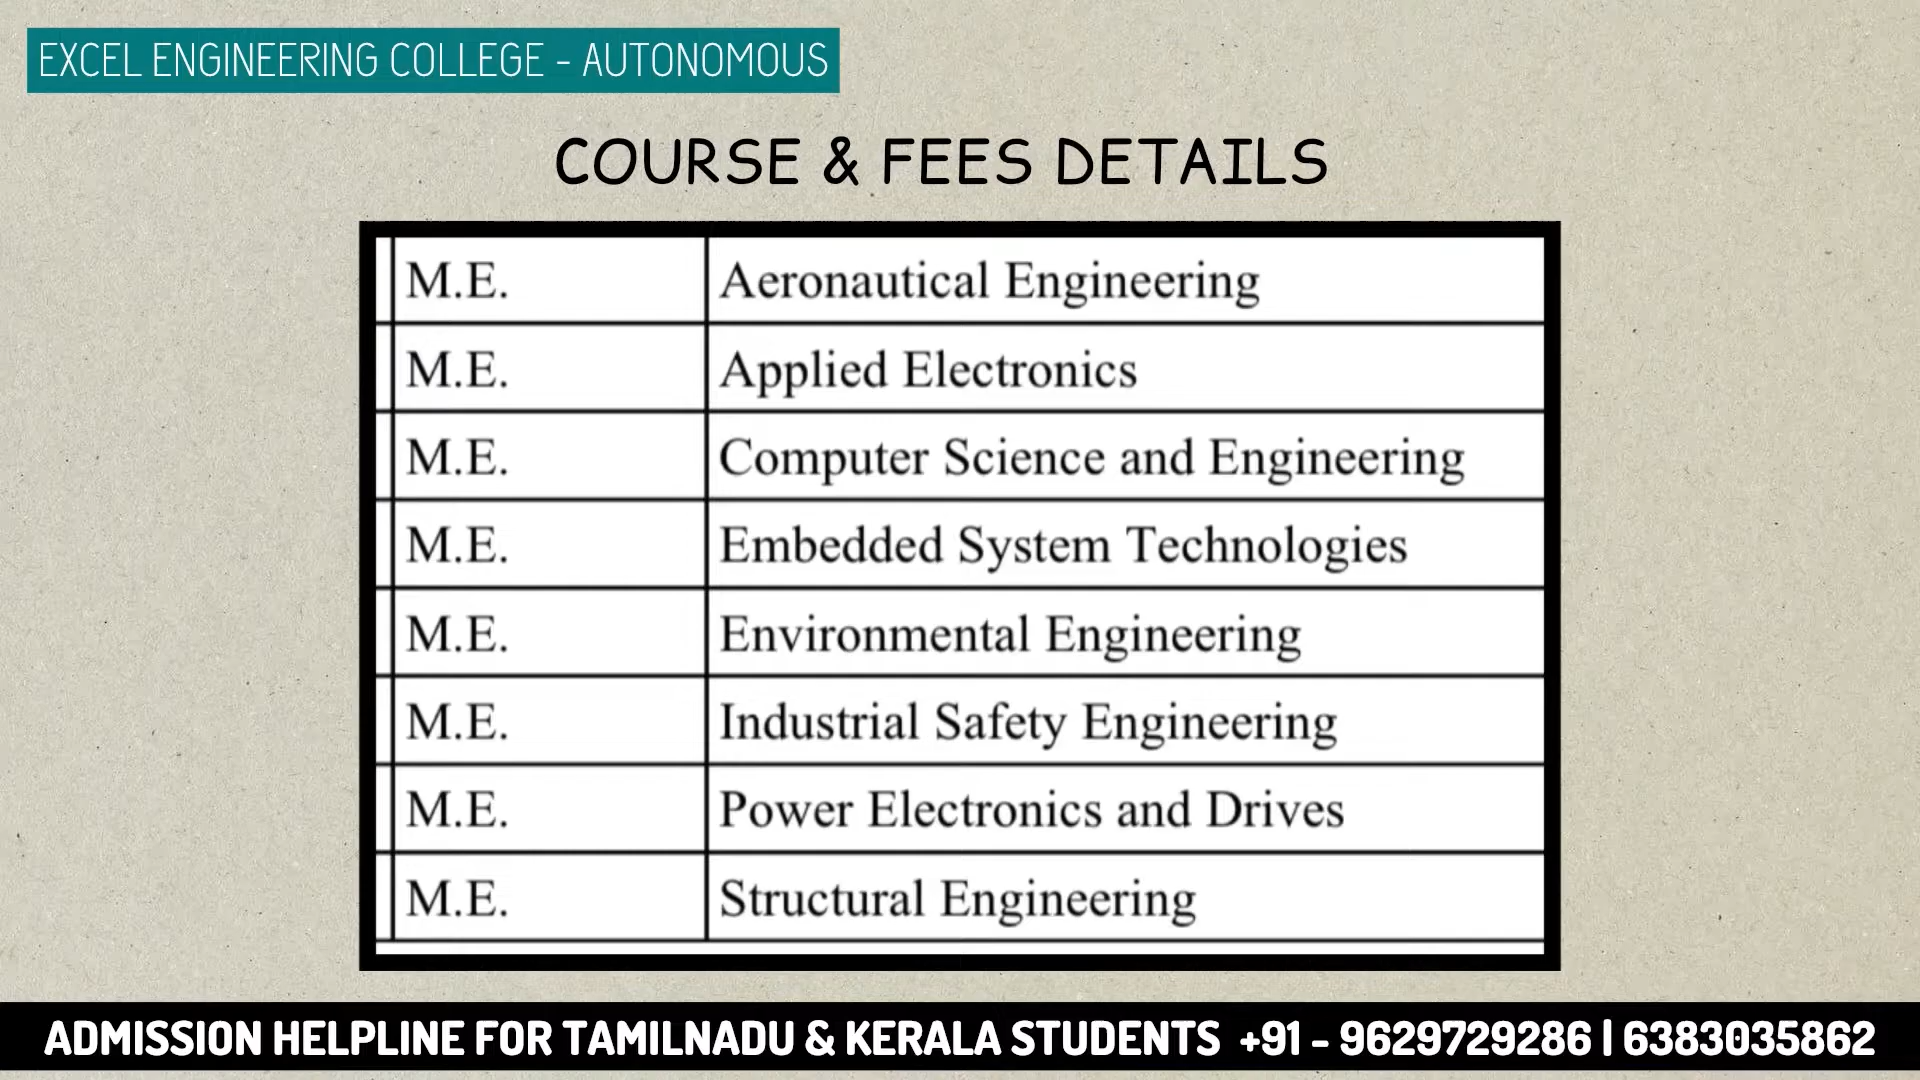 EXCEL ENGINEERING COLLEGE - AUTONOMOUS
COURSE & FEES DETAILS
M.E. Aeronautical Engineering
M.E. Applied Electronics
M.E. Computer Science and Engineering
M.E. Embedded System Technologies
M.E. Environmental Engineering
M.E. Industrial Safety Engineering
M.E. Power Electronics and Drives
M.E. Structural Engineering
ADMISSION HELPLINE FOR TAMILNADU & KERALA STUDENTS +91 - 9629729286 | 6383035862